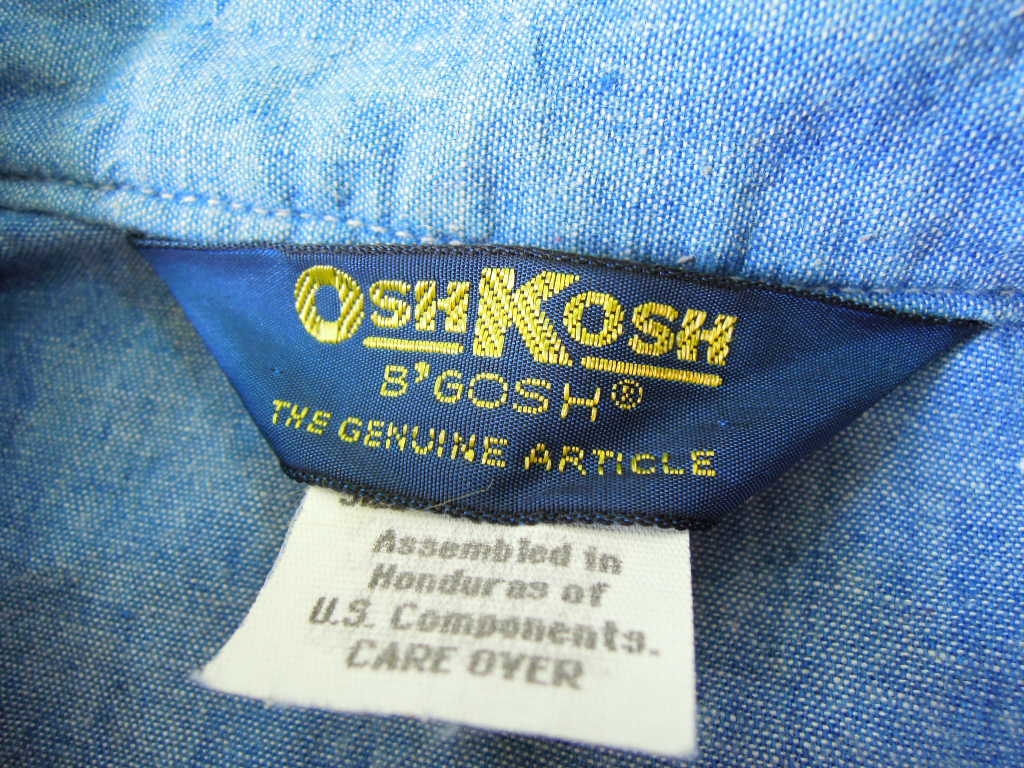 OSHKOSH
B'GOSH®
THE GENUINE ARTICLE
Assembled in
Honduras of
U.S. Components.
CARE OVER